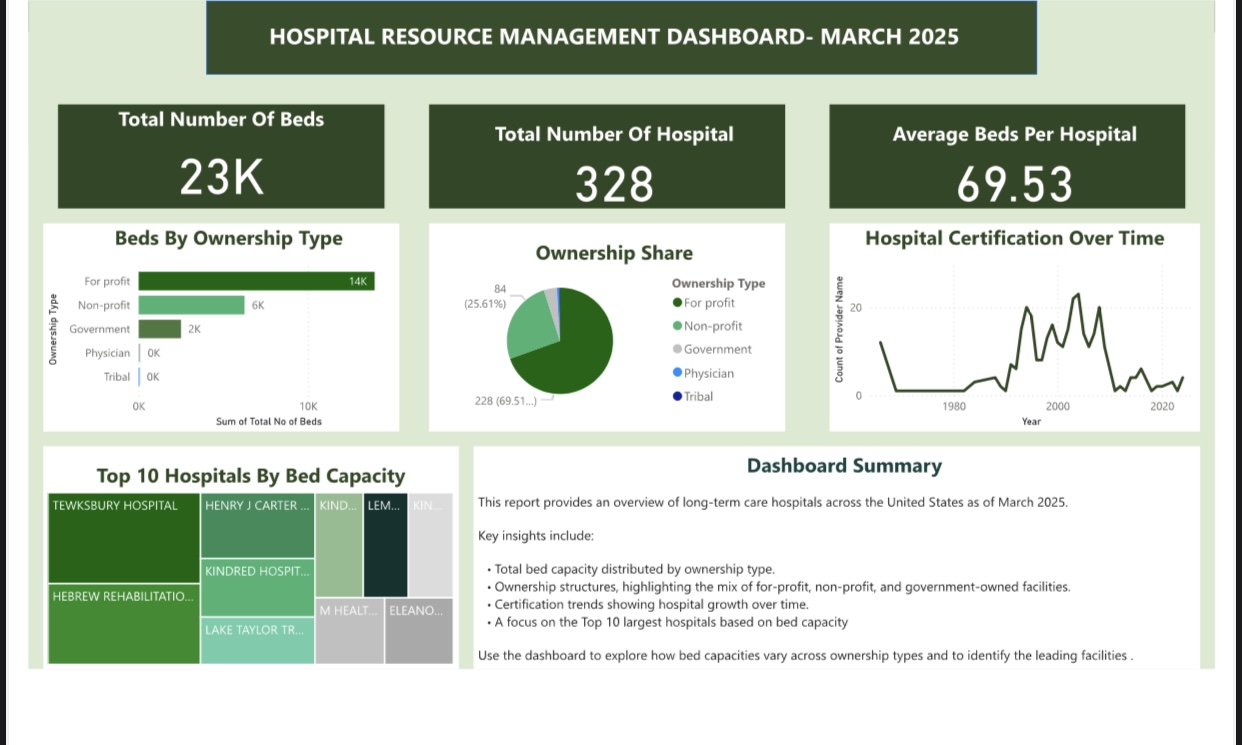 HOSPITAL RESOURCE MANAGEMENT DASHBOARD- MARCH 2025
Total Number Of Beds
23K
Total Number Of Hospital
328
Average Beds Per Hospital
69.53
Beds By Ownership Type
Ownership Type
For profit
14K
Non-profit
6K
Government
2K
Physician
0K
Tribal
0K
0K
10K
Sum of Total No of Beds
Ownership Share
84
(25.61%)
228 (69.51...)
Ownership Type
For profit
Non-profit
Government
Physician
Tribal
Hospital Certification Over Time
Count of Provider Name
20
0
1980
2000
2020
Year
Top 10 Hospitals By Bed Capacity
TEWKSBURY HOSPITAL
HEBREW REHABILITATIO...
HENRY J CARTER ...
KINDRED HOSPIT...
LAKE TAYLOR TR...
KIND...
LEM...
KIN...
M HEALT...
ELEANO...
Dashboard Summary
This report provides an overview of long-term care hospitals across the United States as of March 2025.
Key insights include:
• Total bed capacity distributed by ownership type.
• Ownership structures, highlighting the mix of for-profit, non-profit, and government-owned facilities.
• Certification trends showing hospital growth over time.
• A focus on the Top 10 largest hospitals based on bed capacity
Use the dashboard to explore how bed capacities vary across ownership types and to identify the leading facilities .